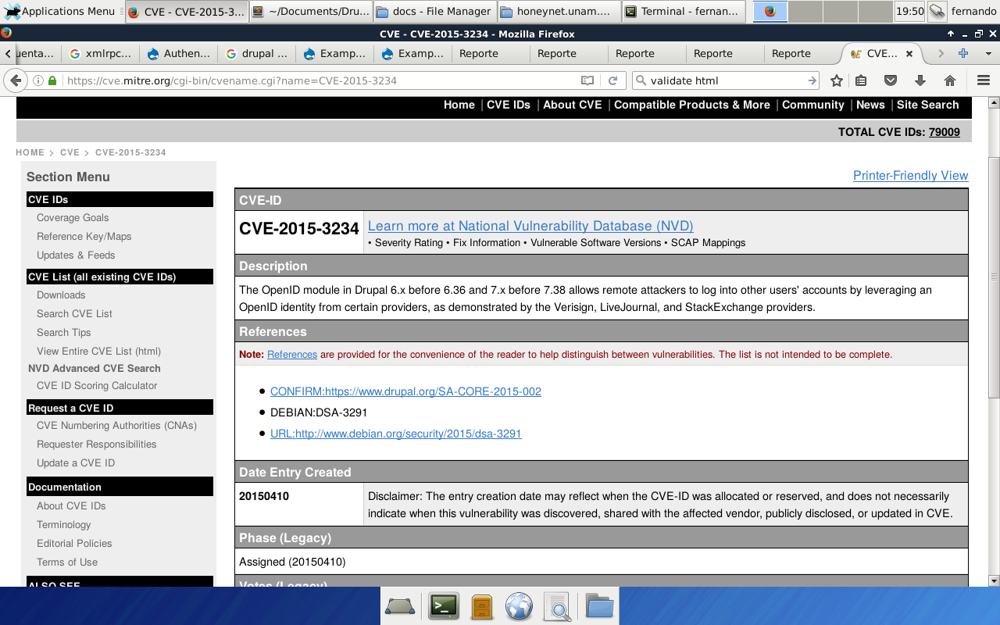 Applications Menu
CVE - CVE-2015-3...
~/Documents/Dru...
docs - File Manager
honeynet.unam....
Terminal - fernan...
19:50
fernando
CVE - CVE-2015-3234 - Mozilla Firefox
uenta...
xmlrpc...
Authen...
drupal ...
Examp...
Examp...
Reporte
Reporte
Reporte
Reporte
Reporte
CVE...
https://cve.mitre.org/cgi-bin/cvename.cgi?name=CVE-2015-3234
validate html
Home | CVE IDs | About CVE | Compatible Products & More | Community | News | Site Search
TOTAL CVE IDs: 79009
HOME > CVE > CVE-2015-3234
Section Menu
CVE IDs
Coverage Goals
Reference Key/Maps
Updates & Feeds
CVE List (all existing CVE IDs)
Downloads
Search CVE List
Search Tips
View Entire CVE List (html)
NVD Advanced CVE Search
CVE ID Scoring Calculator
Request a CVE ID
CVE Numbering Authorities (CNAs)
Requester Responsibilities
Update a CVE ID
Documentation
About CVE IDs
Terminology
Editorial Policies
Terms of Use
ALSO SEE
Printer-Friendly View
CVE-ID
CVE-2015-3234
Learn more at National Vulnerability Database (NVD)
• Severity Rating • Fix Information • Vulnerable Software Versions • SCAP Mappings
Description
The OpenID module in Drupal 6.x before 6.36 and 7.x before 7.38 allows remote attackers to log into other users' accounts by leveraging an
OpenID identity from certain providers, as demonstrated by the Verisign, LiveJournal, and StackExchange providers.
References
Note: References are provided for the convenience of the reader to help distinguish between vulnerabilities. The list is not intended to be complete.
• CONFIRM:https://www.drupal.org/SA-CORE-2015-002
• DEBIAN:DSA-3291
• URL:http://www.debian.org/security/2015/dsa-3291
Date Entry Created
20150410
Disclaimer: The entry creation date may reflect when the CVE-ID was allocated or reserved, and does not necessarily
indicate when this vulnerability was discovered, shared with the affected vendor, publicly disclosed, or updated in CVE.
Phase (Legacy)
Assigned (20150410)
Votes (Legacy)